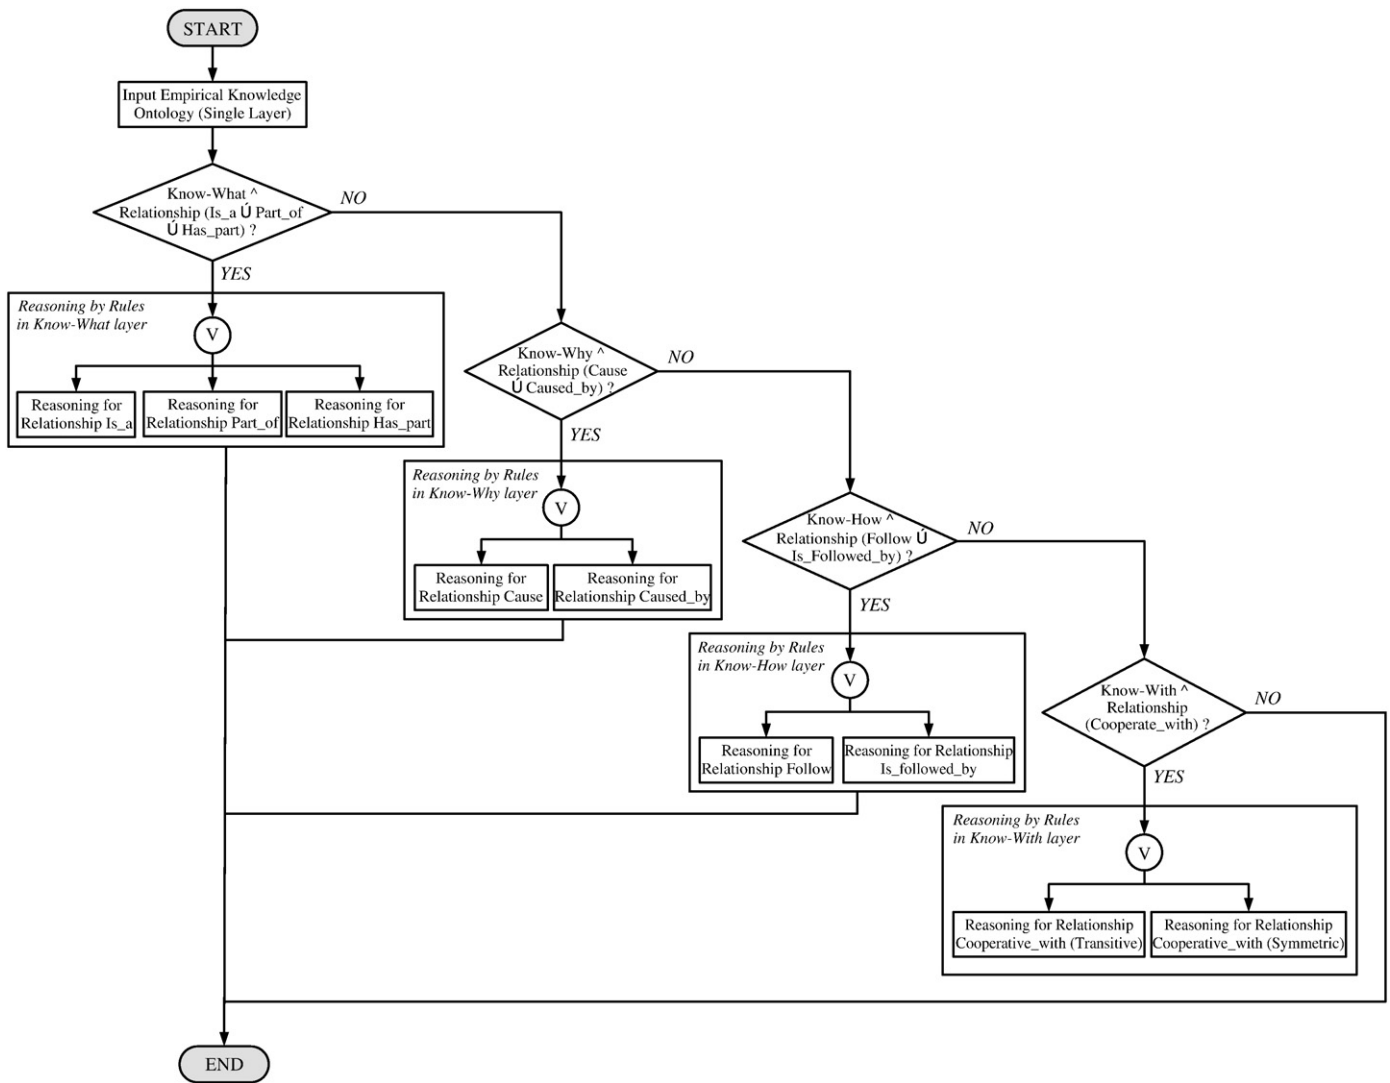 START
Input Empirical Knowledge
Ontology (Single Layer)
Know-What ^
Relationship (Is_a Ú Part_of
Ú Has_part) ?
NO
YES
Reasoning by Rules
in Know-What layer
V
Reasoning for
Relationship Is_a
Reasoning for
Relationship Part_of
Reasoning for
Relationship Has_part
Know-Why ^
Relationship (Cause
Ú Caused_by) ?
NO
YES
Reasoning by Rules
in Know-Why layer
V
Reasoning for
Relationship Cause
Reasoning for
Relationship Caused_by
Know-How ^
Relationship (Follow Ú
Is_Followed_by) ?
NO
YES
Reasoning by Rules
in Know-How layer
V
Reasoning for
Relationship Follow
Reasoning for Relationship
Is_followed_by
Know-With ^
Relationship
(Cooperate_with) ?
NO
YES
Reasoning by Rules
in Know-With layer
V
Reasoning for Relationship
Cooperative_with (Transitive)
Reasoning for Relationship
Cooperative_with (Symmetric)
END